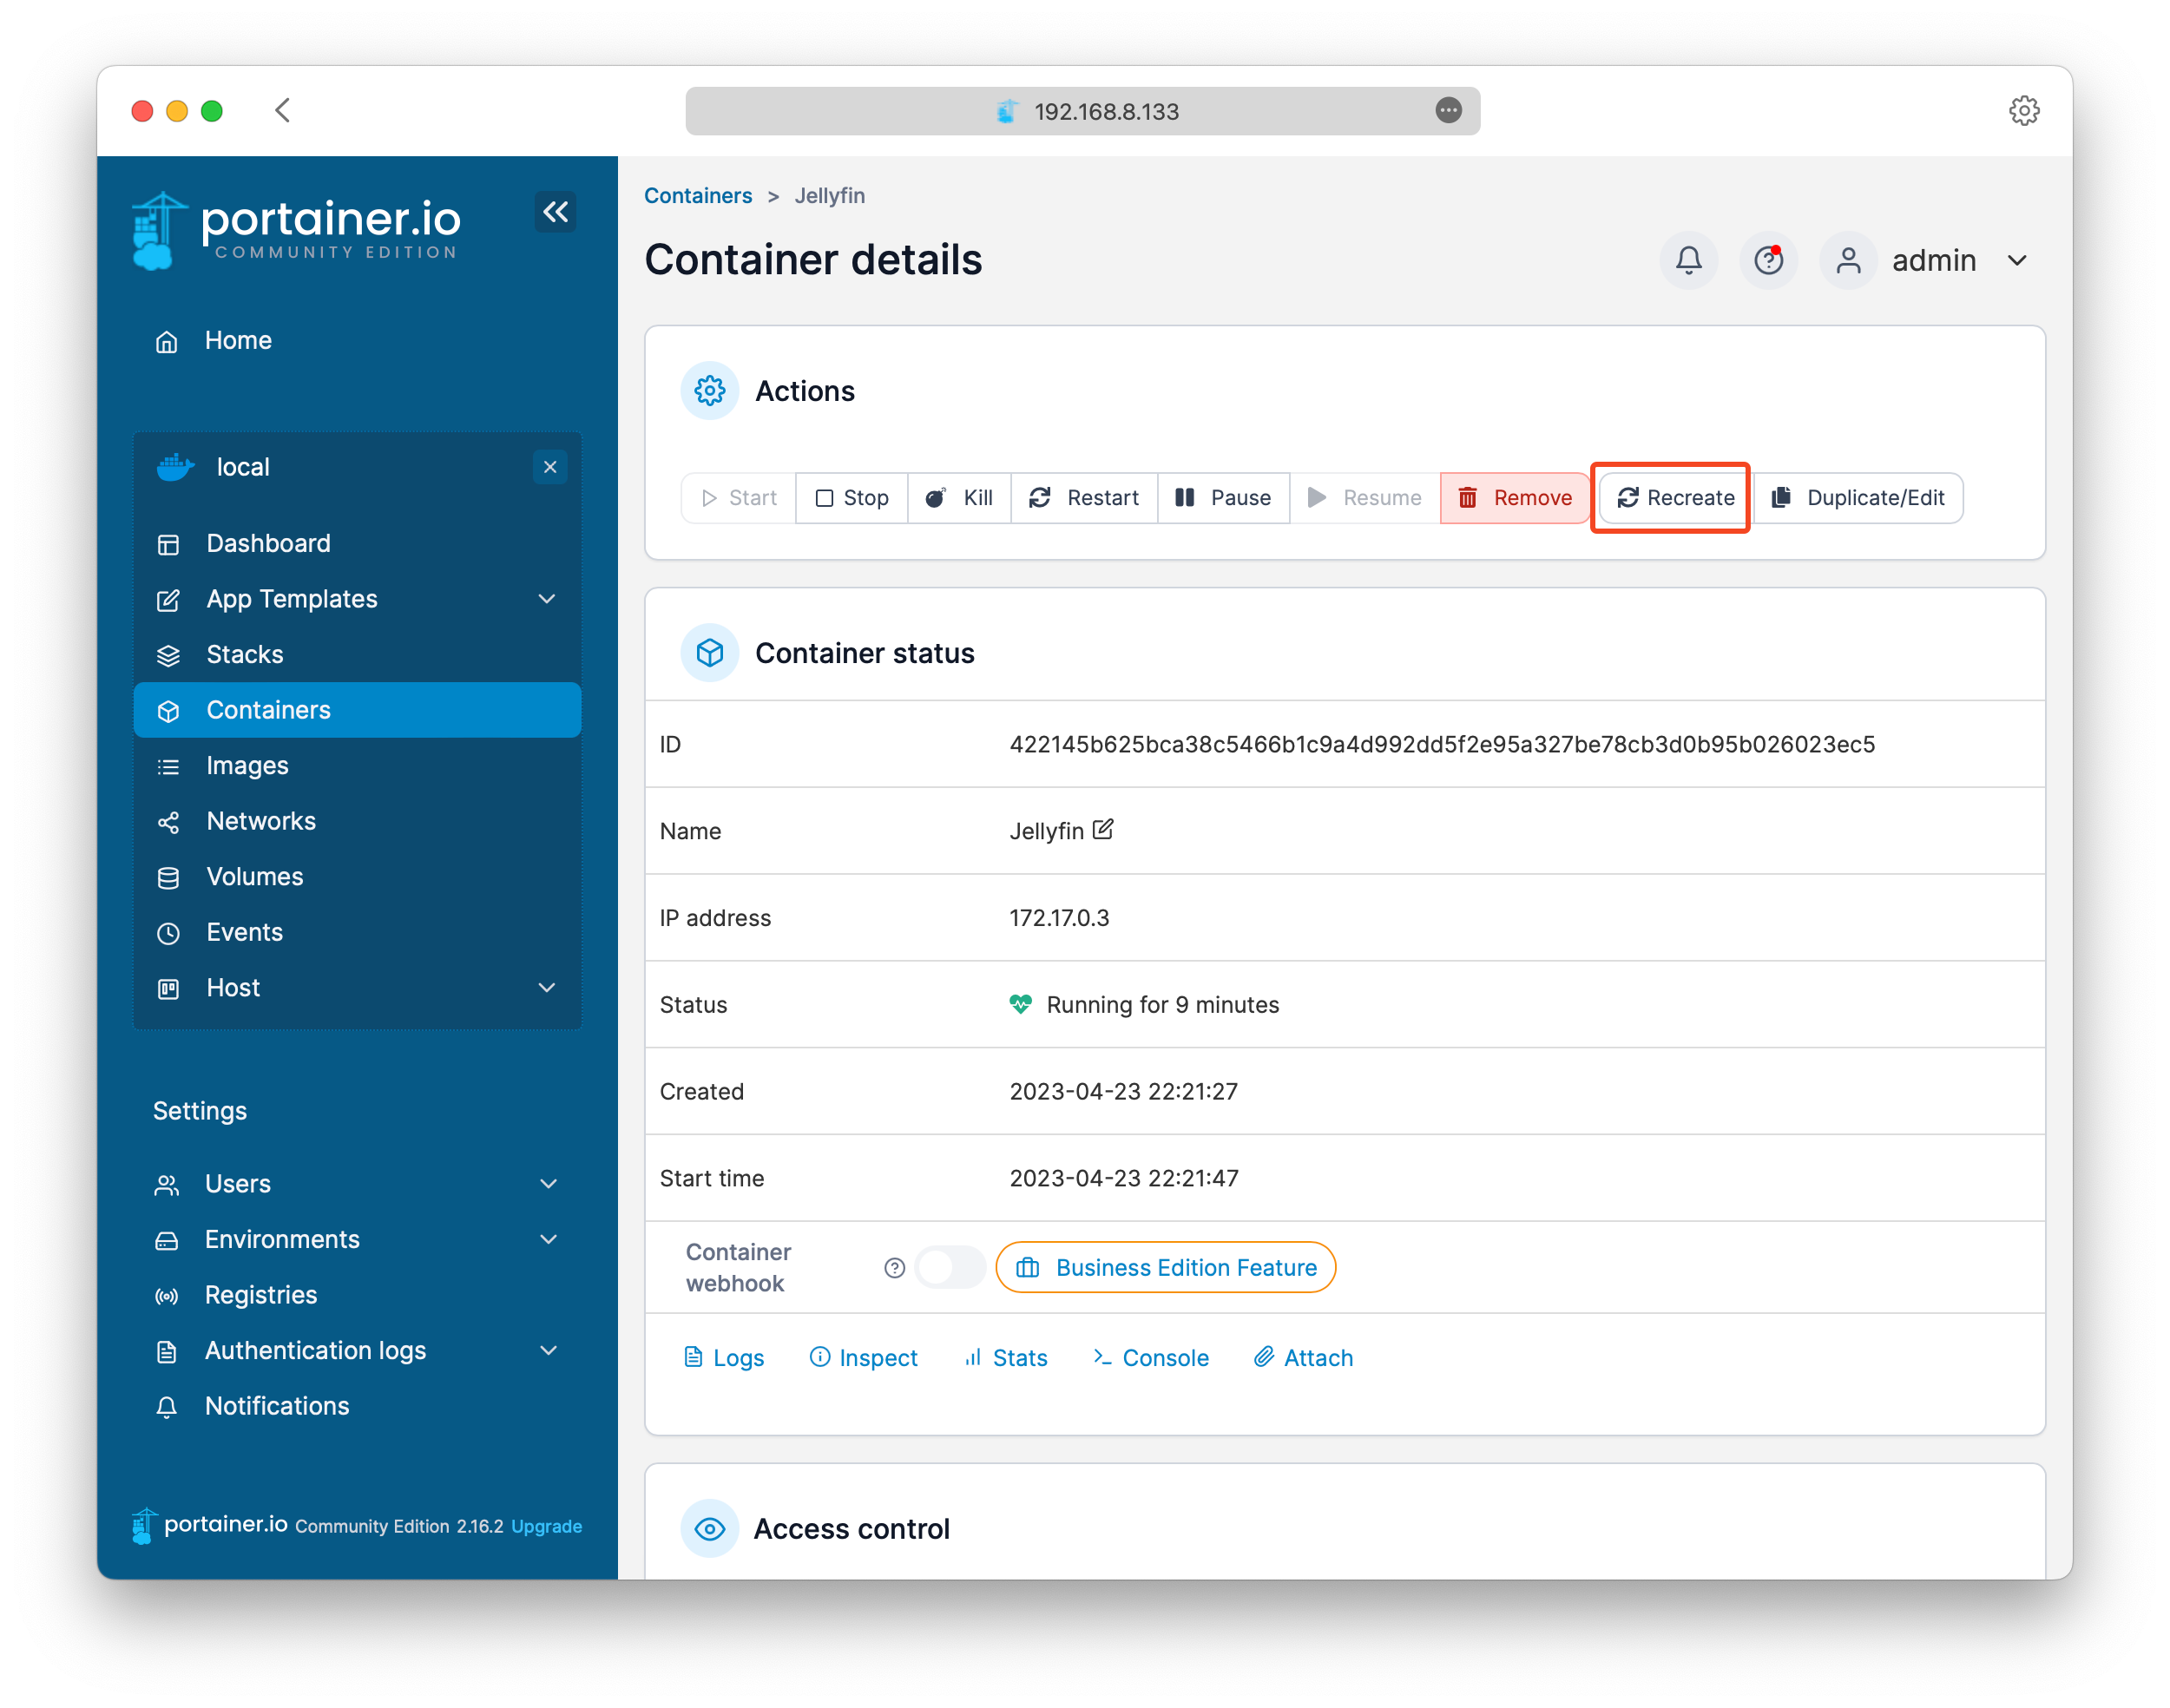 192.168.8.133
portainer.io
COMMUNITY EDITION
Home
local
Dashboard
App Templates
Stacks
Containers
Images
Networks
Volumes
Events
Host
Settings
Users
Environments
Registries
Authentication logs
Notifications
portainer.io Community Edition 2.16.2 Upgrade
Containers > Jellyfin
Container details
admin
Actions
Start Stop Kill Restart Pause Resume Remove Recreate Duplicate/Edit
Container status
ID 422145b625bca38c5466b1c9a4d992dd5f2e95a327be78cb3d0b95b026023ec5
Name Jellyfin
IP address 172.17.0.3
Status Running for 9 minutes
Created 2023-04-23 22:21:27
Start time 2023-04-23 22:21:47
Container
webhook
Business Edition Feature
Logs Inspect Stats Console Attach
Access control